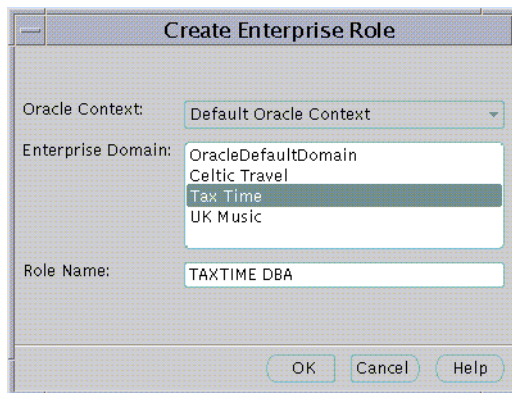 Create Enterprise Role
Oracle Context:
Default Oracle Context
Enterprise Domain:
OracleDefaultDomain
Celtic Travel
Tax Time
UK Music
Role Name:
TAXTIME DBA
OK
Cancel
Help